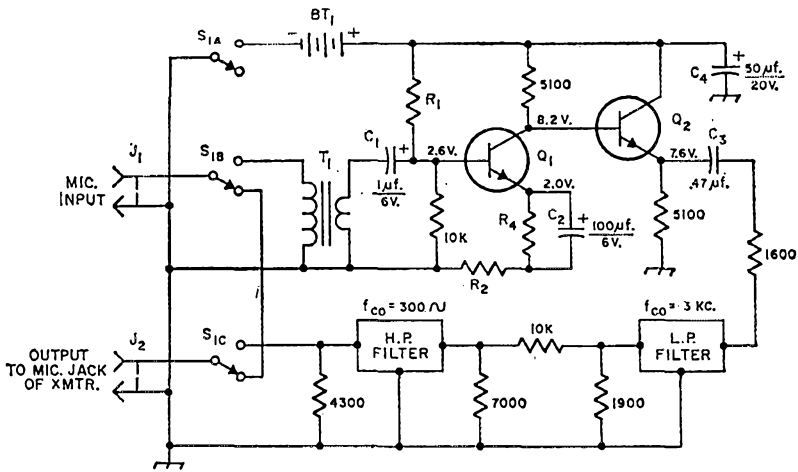 S1A
- BT1 +
R1
5100
C4
+
50 µf.
20V.
J1
MIC.
INPUT
S1B
T1
C1
+
1µf.
6V.
2.6V.
8.2V.
Q1
Q2
7.6V.
C3
.47µf.
2.0V.
10K
R4
C2
+
100µf.
6V.
5100
1600
R2
J2
OUTPUT
TO MIC. JACK
OF XMTR.
S1C
fco = 300 ~
H.P.
FILTER
10K
fco = 3 KC.
L.P.
FILTER
4300
7000
1900